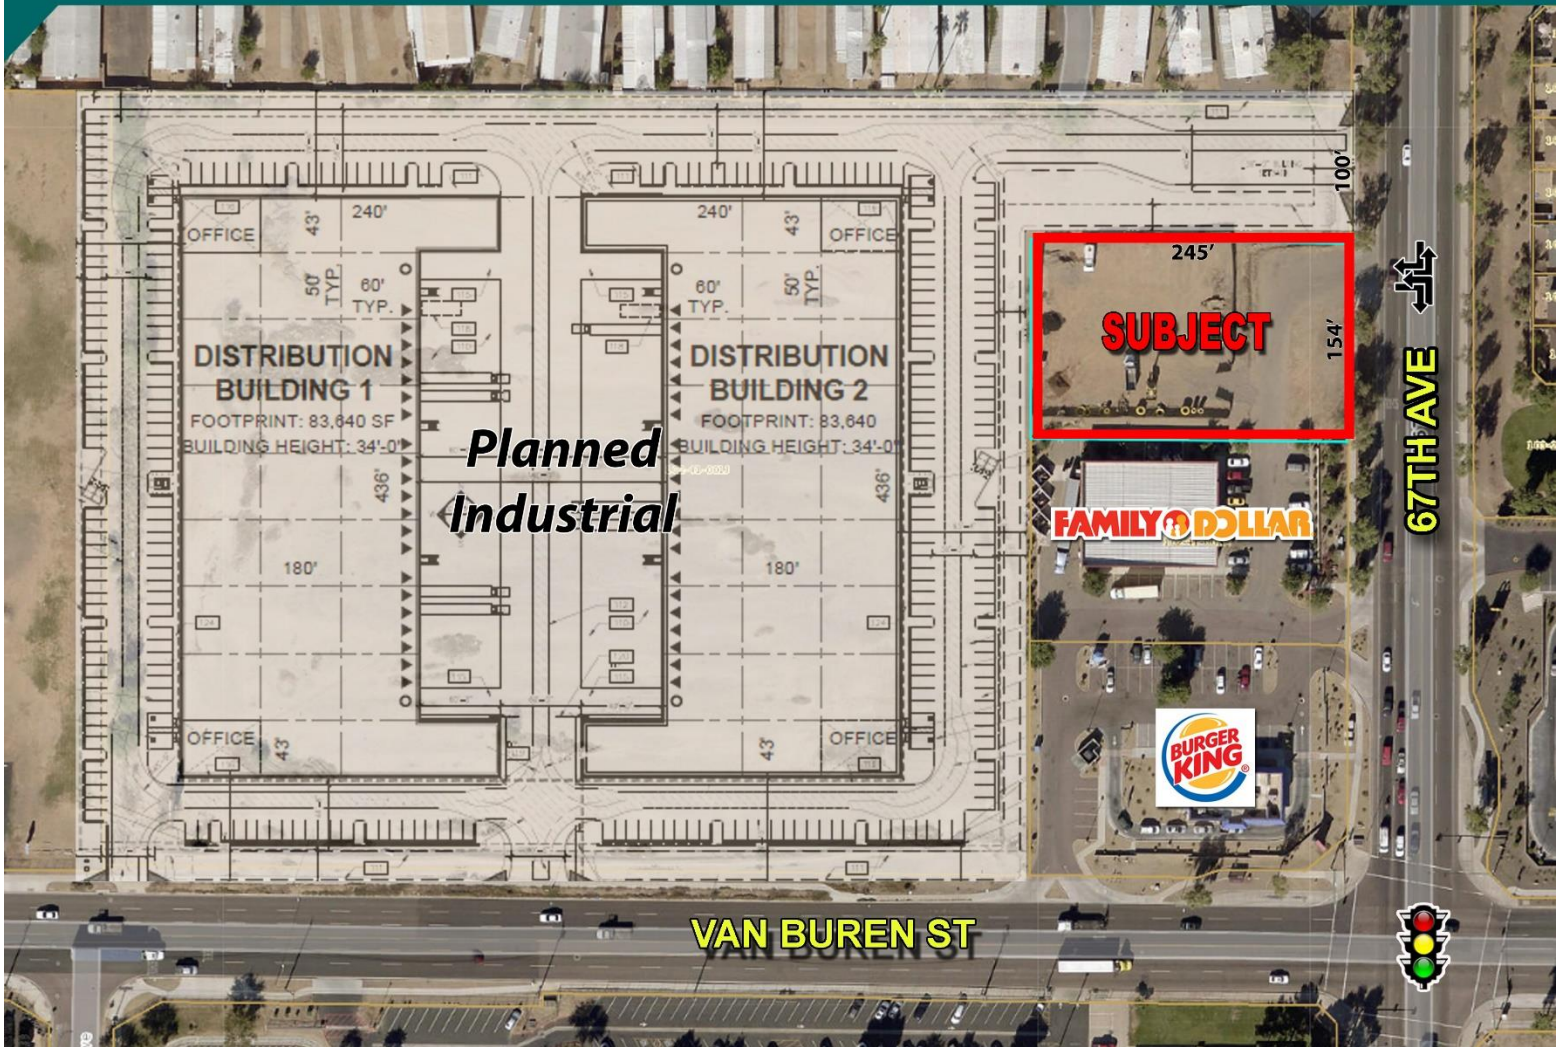 100'
43'
240'
OFFICE
240'
43'
OFFICE
50'
TYP.
60'
TYP.
60'
TYP.
50'
TYP.
245'
154'
SUBJECT
DISTRIBUTION
BUILDING 1
FOOTPRINT: 83,640 SF
BUILDING HEIGHT: 34'-0"
DISTRIBUTION
BUILDING 2
FOOTPRINT: 83,640
BUILDING HEIGHT: 34'-0"
Planned
Industrial
436'
436'
180'
180'
FAMILY DOLLAR
67TH AVE
OFFICE
43'
43'
OFFICE
BURGER
KING
VAN BUREN ST